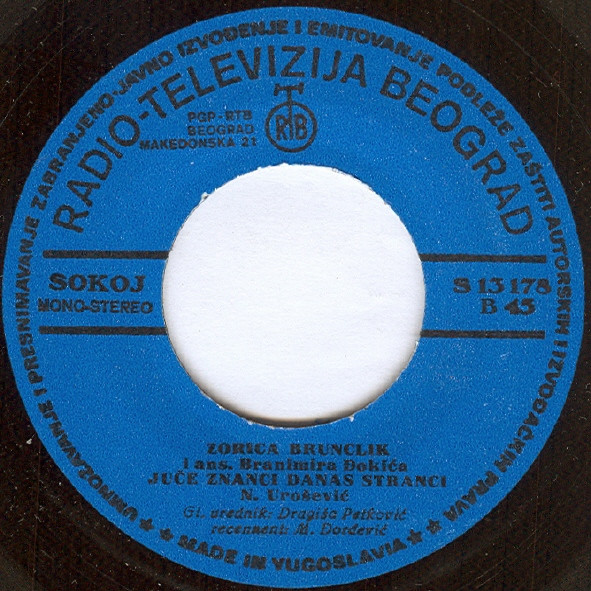 UMNOŽAVANJE I PRESNIMAVANJE ZABRANJENO-JAVNO IZVOĐENJE I EMITOVANJE PODLEŽE ZAŠTITI AUTORSKIH I IZVOĐAČKIH PRAVA
RADIO-TELEVIZIJA BEOGRAD
PGP-RTB
BEOGRAD
MAKEDONSKA 21
RTB
SOKOJ
MONO-STEREO
S 13 178
B 45
ZORICA BRUNCLIK
i ans. Branimira Đokića
JUČE ZNANCI DANAS STRANCI
N. Urošević
Gl. urednik: Dragiša Petković
recenzent: M. Đorđević
★ MADE IN YUGOSLAVIA ★ ★